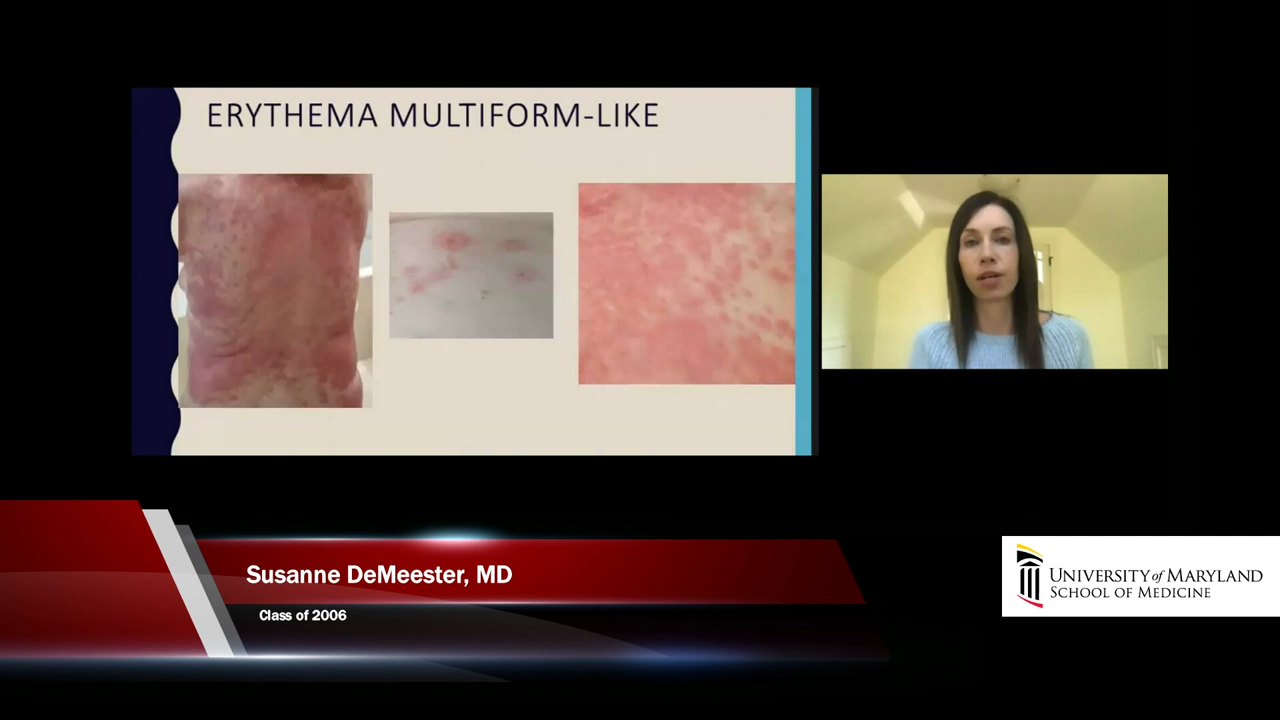 ERYTHEMA MULTIFORM-LIKE
Susanne DeMeester, MD
Class of 2006
UNIVERSITY of MARYLAND
SCHOOL OF MEDICINE